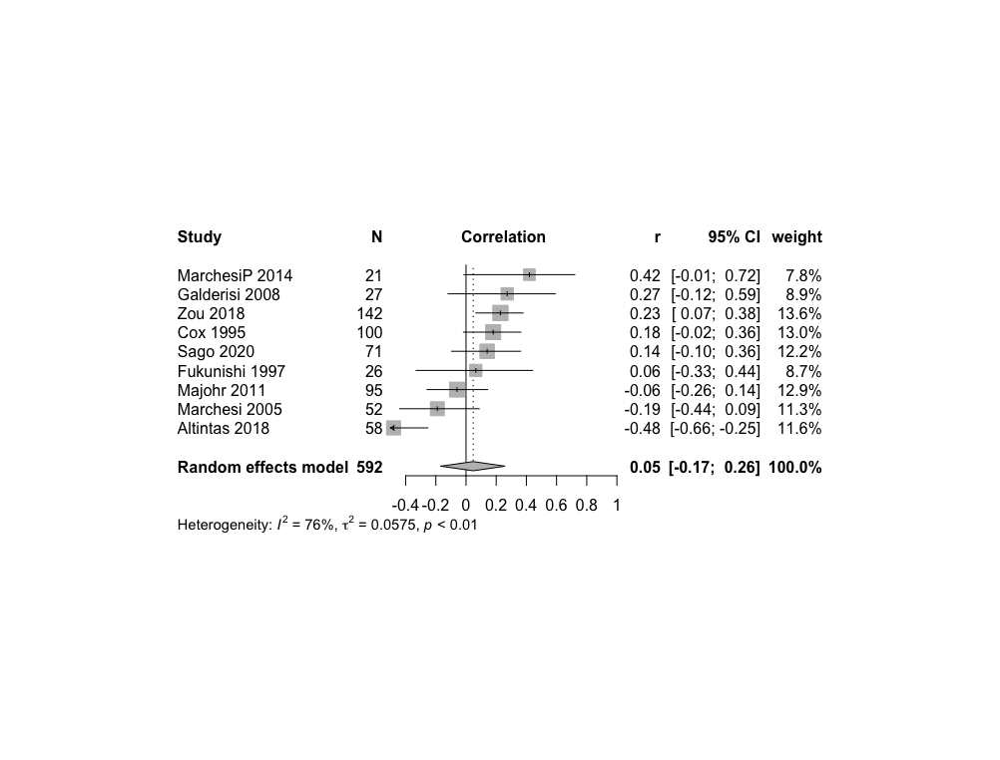 Study N Correlation r 95% CI weight
MarchesiP 2014 21 0.42 [-0.01; 0.72] 7.8%
Galderisi 2008 27 0.27 [-0.12; 0.59] 8.9%
Zou 2018 142 0.23 [ 0.07; 0.38] 13.6%
Cox 1995 100 0.18 [-0.02; 0.36] 13.0%
Sago 2020 71 0.14 [-0.10; 0.36] 12.2%
Fukunishi 1997 26 0.06 [-0.33; 0.44] 8.7%
Majohr 2011 95 -0.06 [-0.26; 0.14] 12.9%
Marchesi 2005 52 -0.19 [-0.44; 0.09] 11.3%
Altintas 2018 58 -0.48 [-0.66; -0.25] 11.6%
Random effects model 592 0.05 [-0.17; 0.26] 100.0%
-0.4 -0.2 0 0.2 0.4 0.6 0.8 1
Heterogeneity: I² = 76%, τ² = 0.0575, p < 0.01